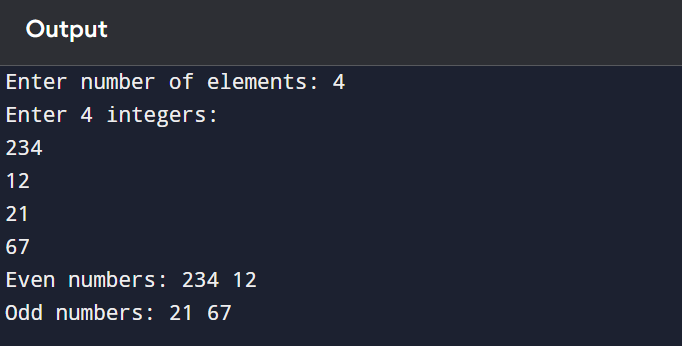 Output
Enter number of elements: 4
Enter 4 integers:
234
12
21
67
Even numbers: 234 12
Odd numbers: 21 67